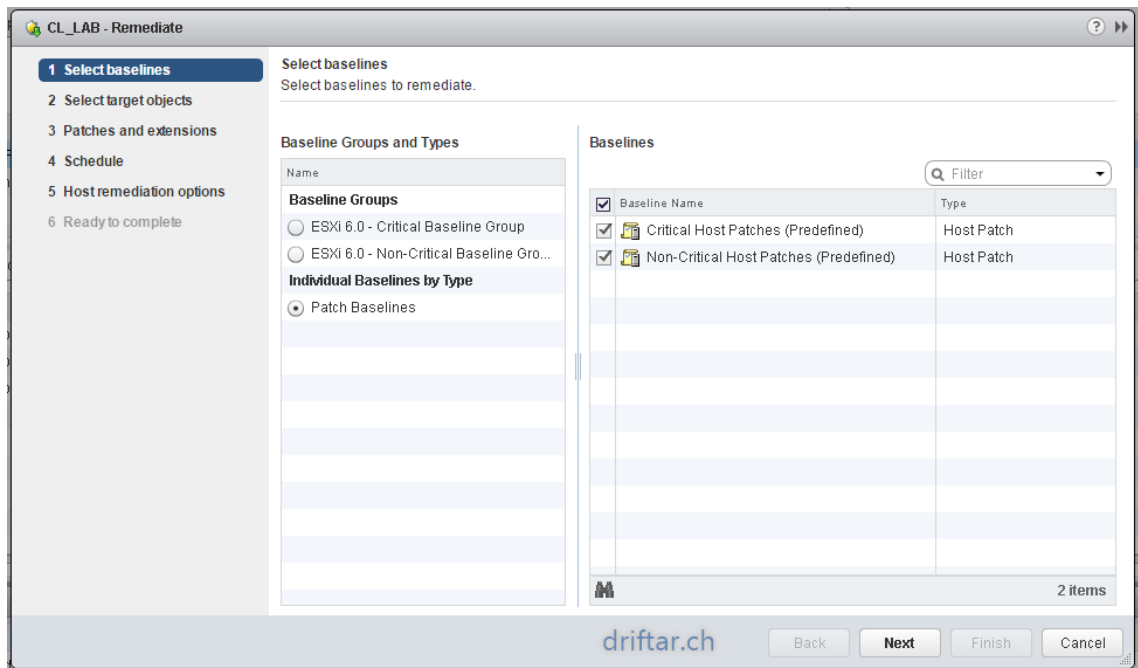 CL_LAB - Remediate
?
1 Select baselines
2 Select target objects
3 Patches and extensions
4 Schedule
5 Host remediation options
6 Ready to complete
Select baselines
Select baselines to remediate.
Baseline Groups and Types
Name
Baseline Groups
ESXi 6.0 - Critical Baseline Group
ESXi 6.0 - Non-Critical Baseline Gro...
Individual Baselines by Type
Patch Baselines
Baselines
Filter
Baseline Name Type
Critical Host Patches (Predefined) Host Patch
Non-Critical Host Patches (Predefined) Host Patch
2 items
driftar.ch
Back Next Finish Cancel